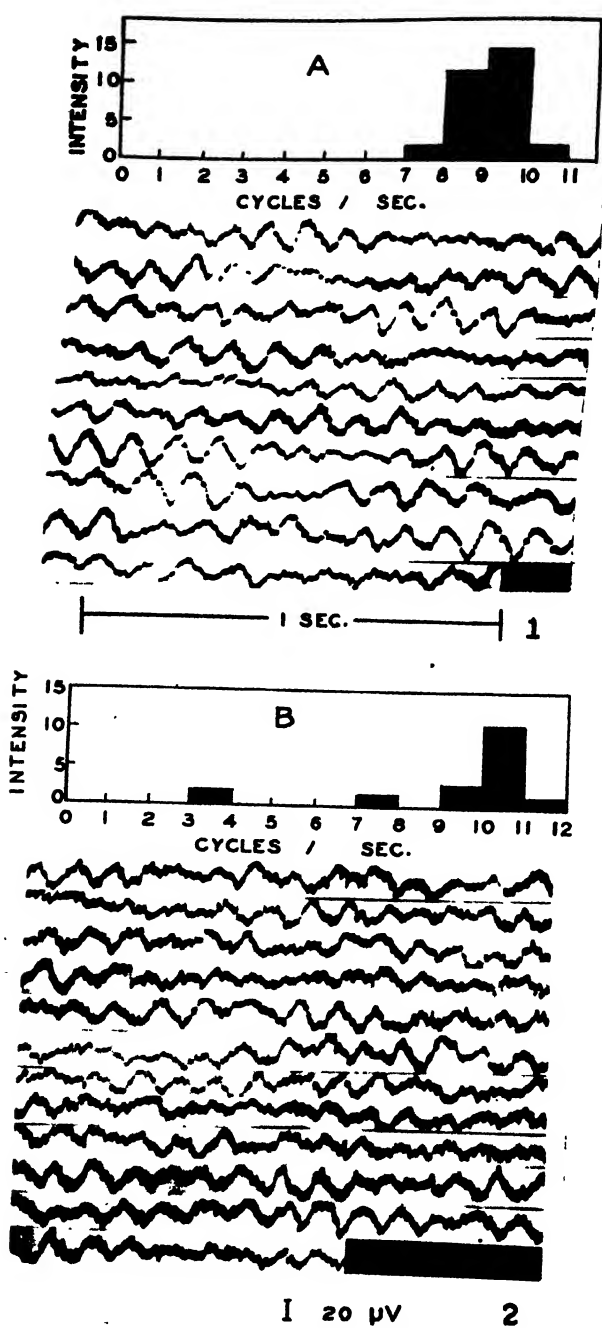 INTENSITY
15
10
5
0
A
0 1 2 3 4 5 6 7 8 9 10 11
CYCLES / SEC.
1 SEC. 1
INTENSITY
15
10
5
0
B
0 1 2 3 4 5 6 7 8 9 10 11 12
CYCLES / SEC.
I 20 µV 2